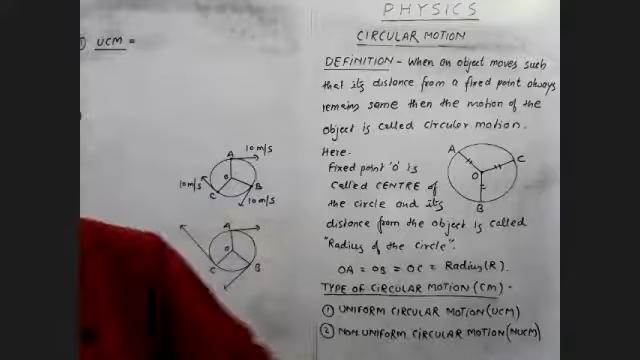 PHYSICS
CIRCULAR MOTION
DEFINITION - When an object moves such
that its distance from a fixed point always
remains same then the motion of the
object is called circular motion.
Here-
Fixed point 'O' is
called CENTRE of
the circle and its
distance from the object is called
"Radius of the circle".
OA = OB = OC = Radius(R).
TYPE OF CIRCULAR MOTION (CM) -
① UNIFORM CIRCULAR MOTION (UCM)
② NON UNIFORM CIRCULAR MOTION (NUCM)
A
C
O
B
UCM =
A
10 m/s
O
10 m/s
B
C
10 m/s
A
O
C
B